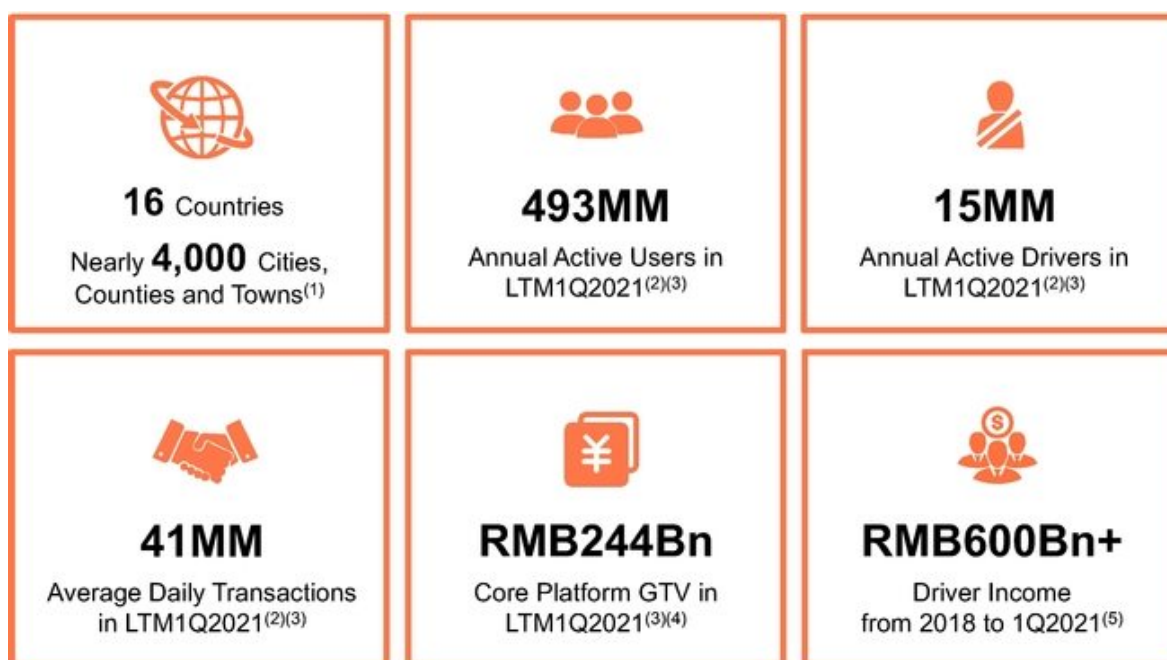 16 Countries
Nearly 4,000 Cities,
Counties and Towns(1)
493MM
Annual Active Users in
LTM1Q2021(2)(3)
15MM
Annual Active Drivers in
LTM1Q2021(2)(3)
41MM
Average Daily Transactions
in LTM1Q2021(2)(3)
¥
RMB244Bn
Core Platform GTV in
LTM1Q2021(3)(4)
$
RMB600Bn+
Driver Income
from 2018 to 1Q2021(5)